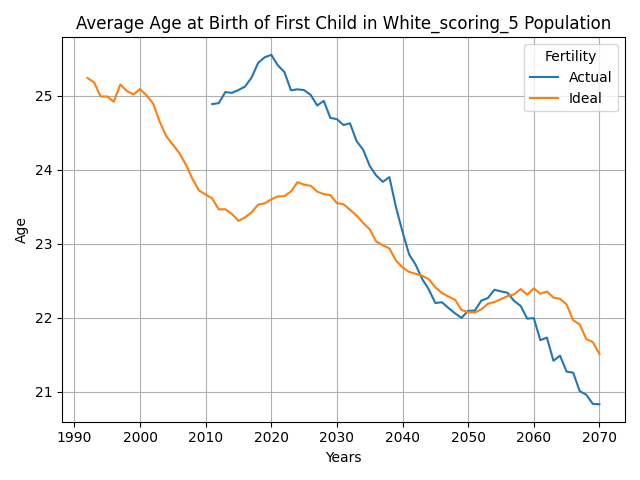 Average Age at Birth of First Child in White_scoring_5 Population
Fertility
Actual
Ideal
25
24
23
22
21
Age
1990 2000 2010 2020 2030 2040 2050 2060 2070
Years